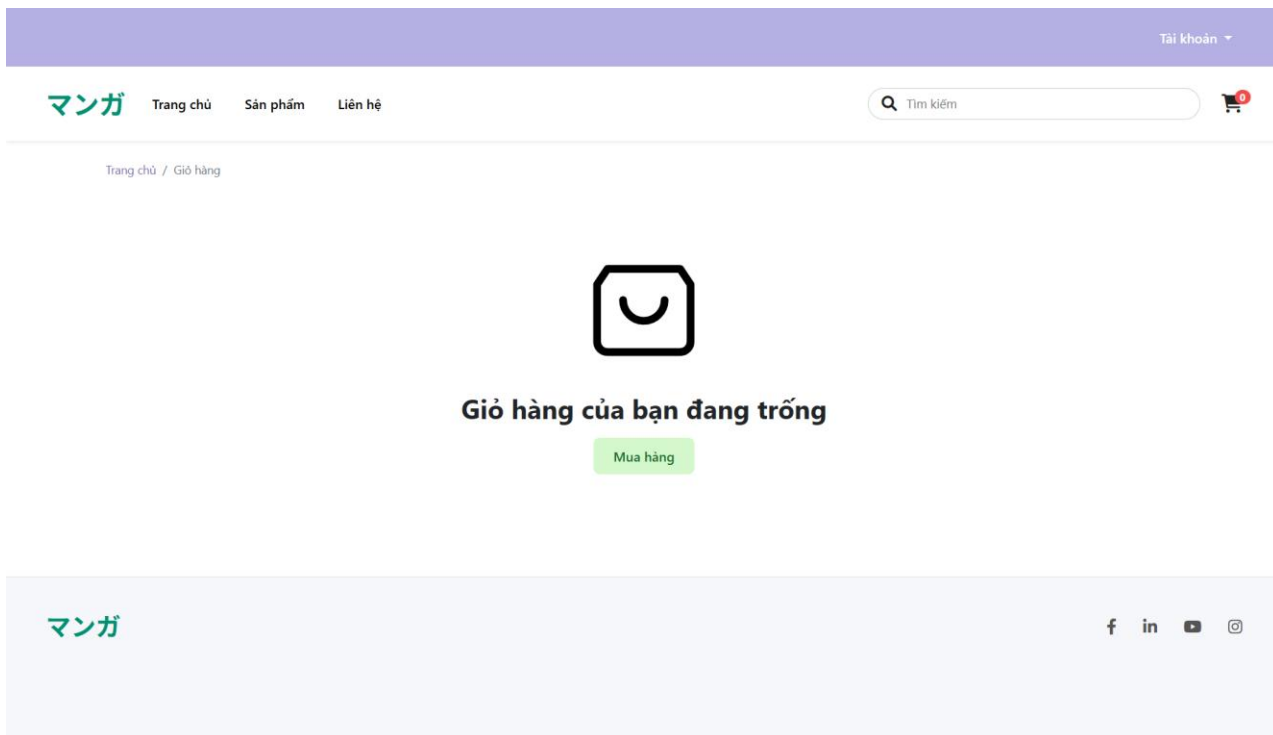 Tài khoản
マンガ Trang chủ Sản phẩm Liên hệ Tìm kiếm 0
Trang chủ / Giỏ hàng
Giỏ hàng của bạn đang trống
Mua hàng
マンガ